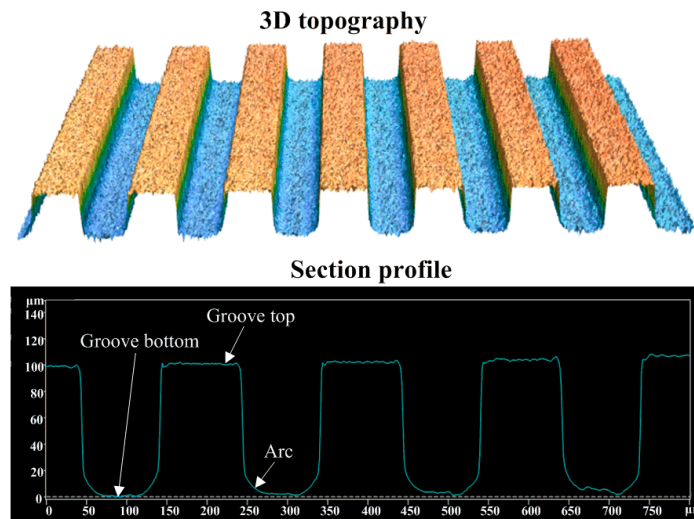 3D topography
Section profile
µm
140
120
100
80
60
40
20
0
Groove top
Groove bottom
Arc
0 50 100 150 200 250 300 350 400 450 500 550 600 650 700 750 µ